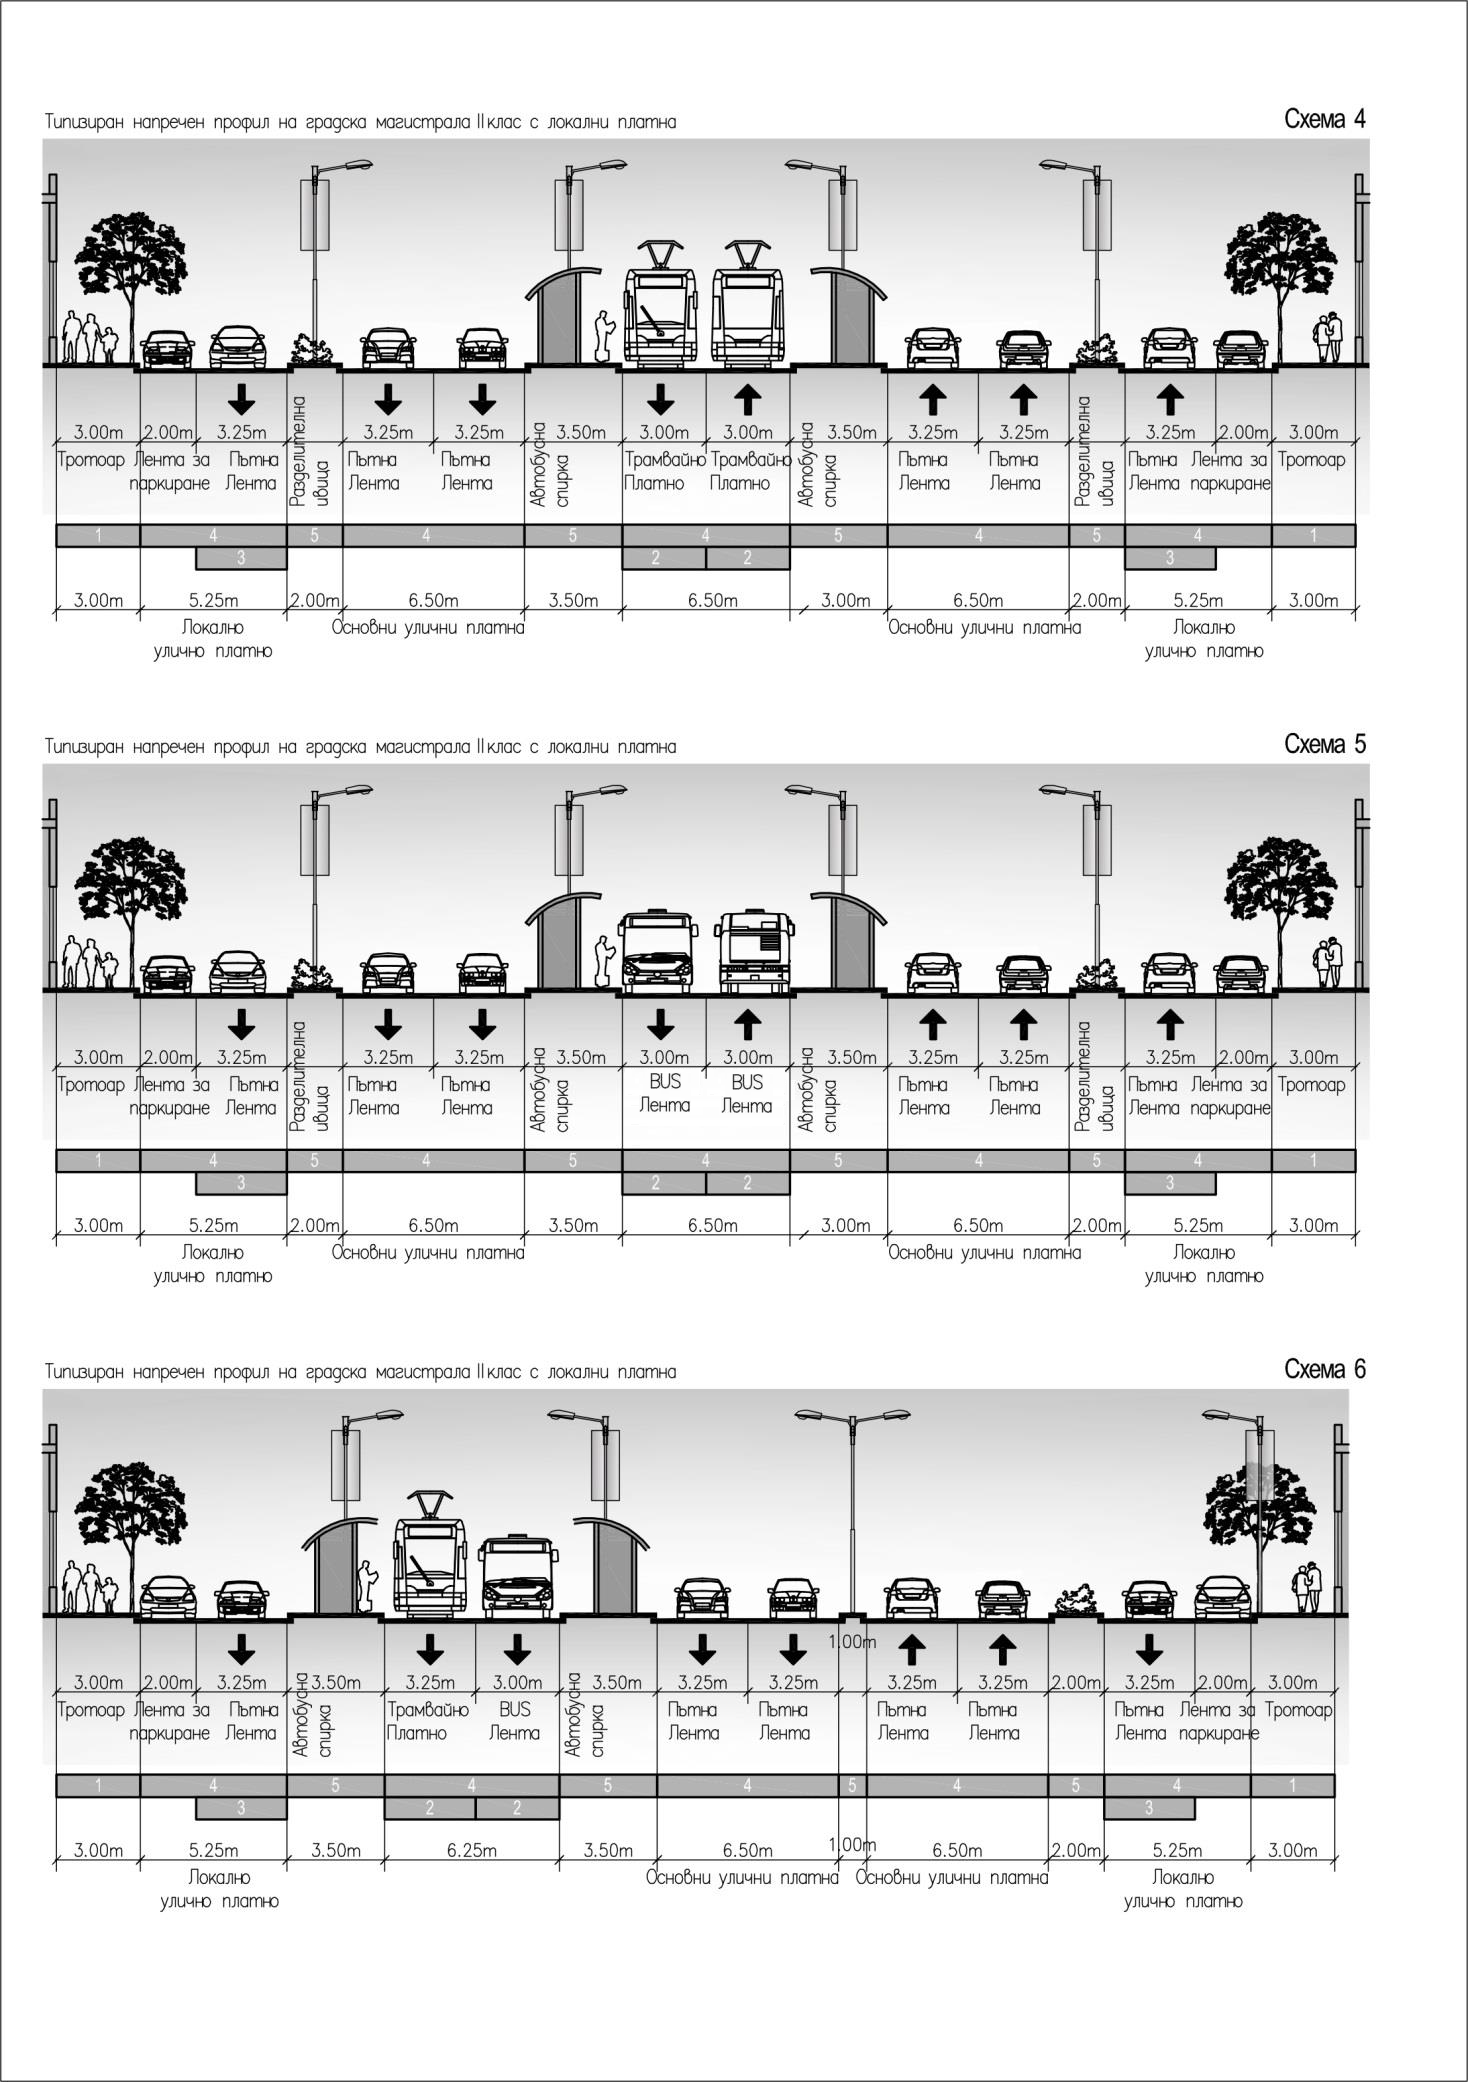 Типизиран напречен профил на градска магистрала II клас с локални платна
Схема 4
3.00m 2.00m 3.25m 3.25m 3.25m 3.50m 3.00m 3.00m 3.50m 3.25m 3.25m 3.25m 2.00m 3.00m
Тротоар
Лента за
паркиране
Пътна
Лента
Разделителна
ивица
Пътна
Лента
Пътна
Лента
Автобусна
спирка
Трамвайно
Платно
Трамвайно
Платно
Автобусна
спирка
Пътна
Лента
Пътна
Лента
Разделителна
ивица
Пътна
Лента
Лента за
паркиране
Тротоар
1 4 5 4 5 4 5 4 5 4 1
3 2 2 3
3.00m 5.25m 2.00m 6.50m 3.50m 6.50m 3.00m 6.50m 2.00m 5.25m 3.00m
Локално
улично платно
Основни улични платна
Основни улични платна
Локално
улично платно
Типизиран напречен профил на градска магистрала II клас с локални платна
Схема 5
3.00m 2.00m 3.25m 3.25m 3.25m 3.50m 3.00m 3.00m 3.50m 3.25m 3.25m 3.25m 2.00m 3.00m
Тротоар
Лента за
паркиране
Пътна
Лента
Разделителна
ивица
Пътна
Лента
Пътна
Лента
Автобусна
спирка
BUS
Лента
BUS
Лента
Автобусна
спирка
Пътна
Лента
Пътна
Лента
Разделителна
ивица
Пътна
Лента
Лента за
паркиране
Тротоар
1 4 5 4 5 4 5 4 5 4 1
3 2 2 3
3.00m 5.25m 2.00m 6.50m 3.50m 6.50m 3.00m 6.50m 2.00m 5.25m 3.00m
Локално
улично платно
Основни улични платна
Основни улични платна
Локално
улично платно
Типизиран напречен профил на градска магистрала II клас с локални платна
Схема 6
1.00m
3.00m 2.00m 3.25m 3.50m 3.25m 3.00m 3.50m 3.25m 3.25m 3.25m 3.25m 2.00m 3.25m 2.00m 3.00m
Тротоар
Лента за
паркиране
Пътна
Лента
Автобусна
спирка
Трамвайно
Платно
BUS
Лента
Автобусна
спирка
Пътна
Лента
Пътна
Лента
Пътна
Лента
Пътна
Лента
Пътна
Лента
Лента за
паркиране
Тротоар
1 4 5 4 5 4 5 4 5 4 1
3 2 2 3
3.00m 5.25m 3.50m 6.25m 3.50m 6.50m 1.00m 6.50m 2.00m 5.25m 3.00m
Локално
улично платно
Основни улични платна
Основни улични платна
Локално
улично платно